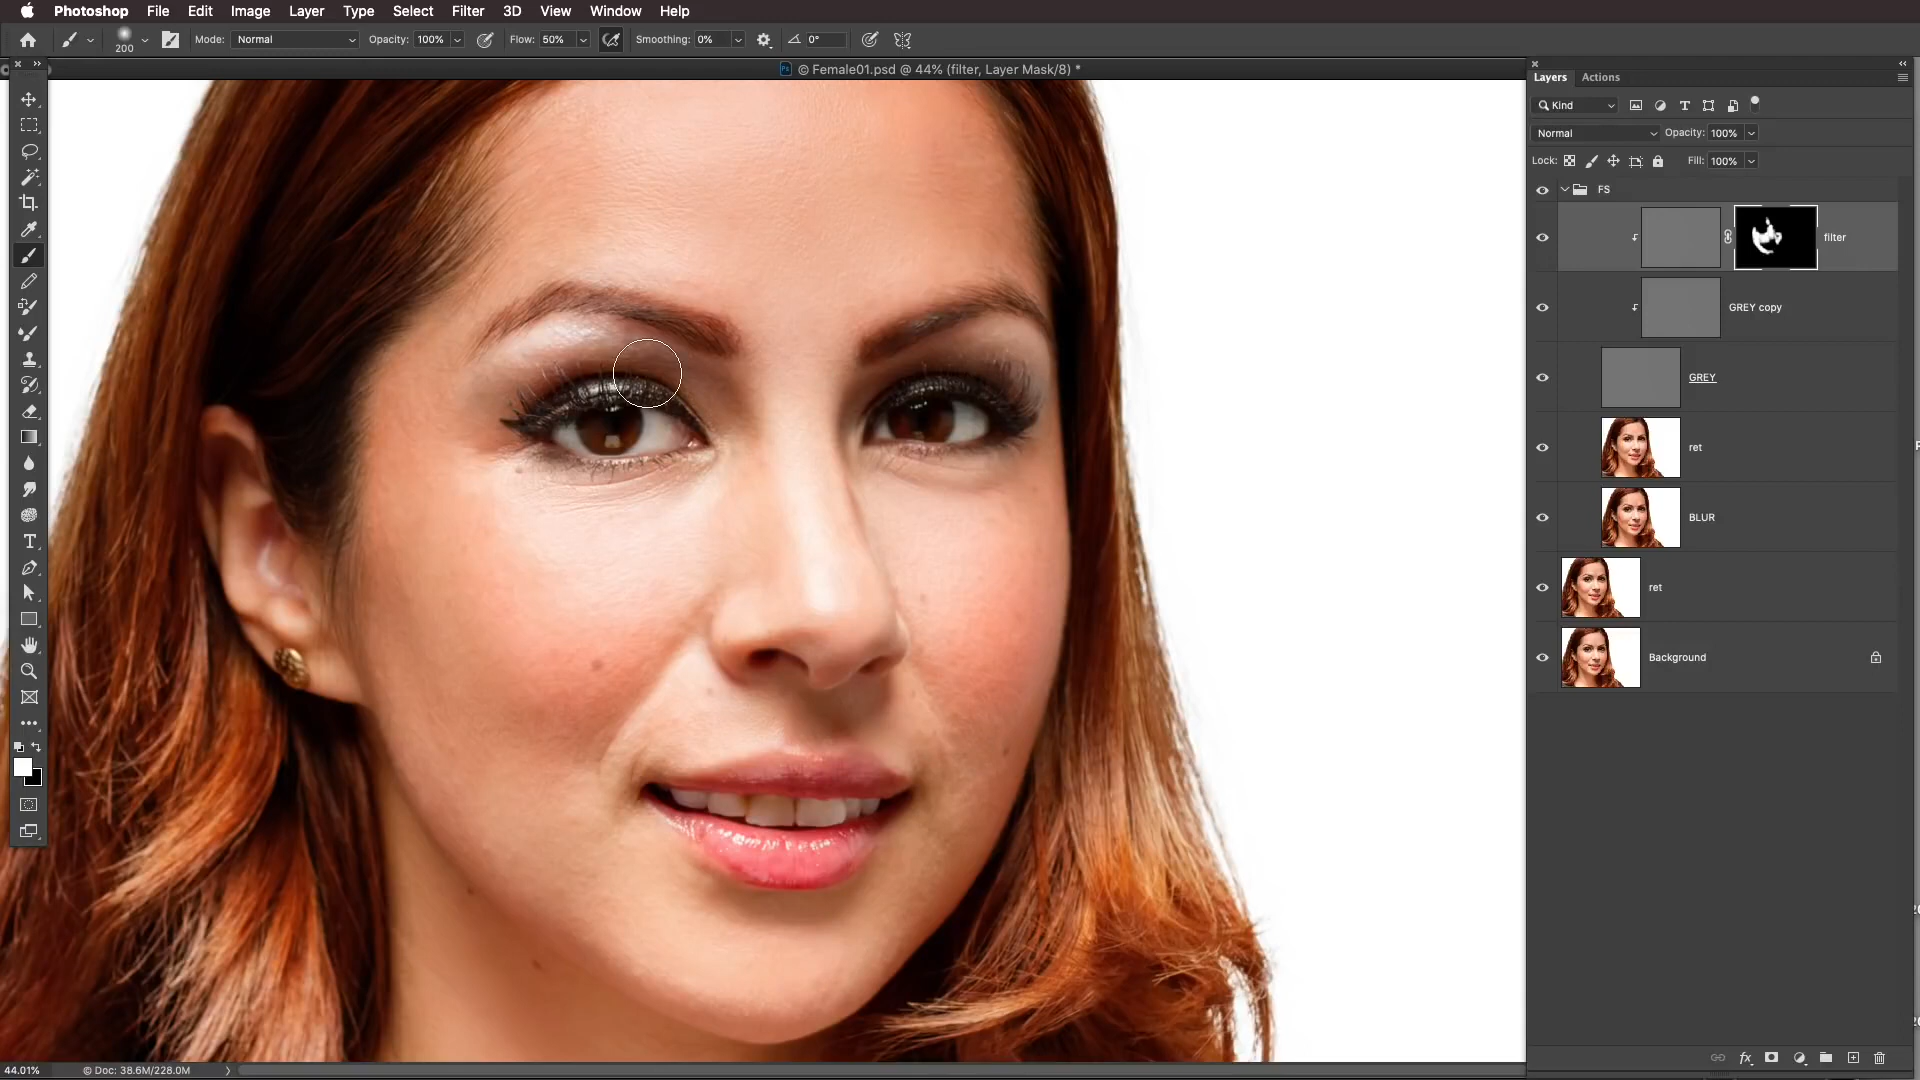 Photoshop File Edit Image Layer Type Select Filter 3D View Window Help
200 Mode: Normal Opacity: 100% Flow: 50% Smoothing: 0% 0°
© Female01.psd @ 44% (filter, Layer Mask/8) *
Layers Actions
Kind
Normal Opacity: 100%
Lock: Fill: 100%
FS
filter
GREY copy
GREY
ret
BLUR
ret
Background
fx
44.01% © Doc: 38.6M/228.0M